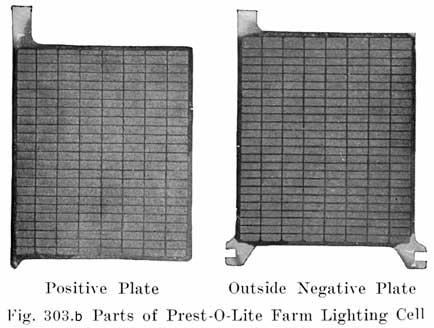 Positive Plate
Outside Negative Plate
Fig. 303.b Parts of Prest-O-Lite Farm Lighting Cell